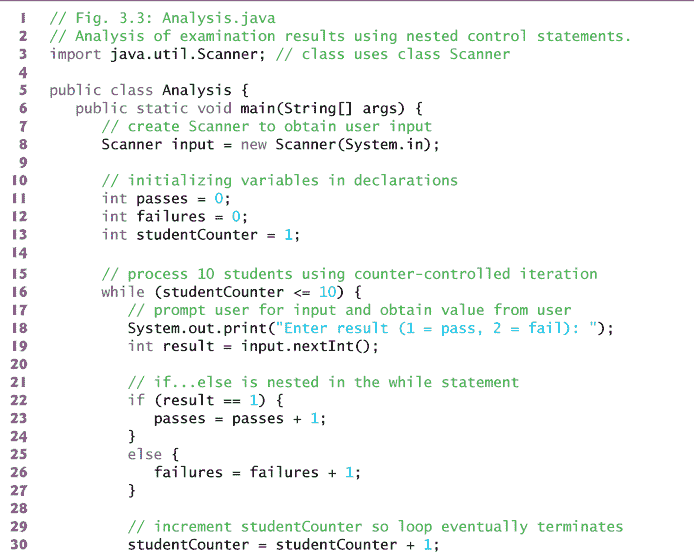 1 // Fig. 3.3: Analysis.java
2 // Analysis of examination results using nested control statements.
3 import java.util.Scanner; // class uses class Scanner
4
5 public class Analysis {
6 public static void main(String[] args) {
7 // create Scanner to obtain user input
8 Scanner input = new Scanner(System.in);
9
10 // initializing variables in declarations
11 int passes = 0;
12 int failures = 0;
13 int studentCounter = 1;
14
15 // process 10 students using counter-controlled iteration
16 while (studentCounter <= 10) {
17 // prompt user for input and obtain value from user
18 System.out.print("Enter result (1 = pass, 2 = fail): ");
19 int result = input.nextInt();
20
21 // if...else is nested in the while statement
22 if (result == 1) {
23 passes = passes + 1;
24 }
25 else {
26 failures = failures + 1;
27 }
28
29 // increment studentCounter so loop eventually terminates
30 studentCounter = studentCounter + 1;